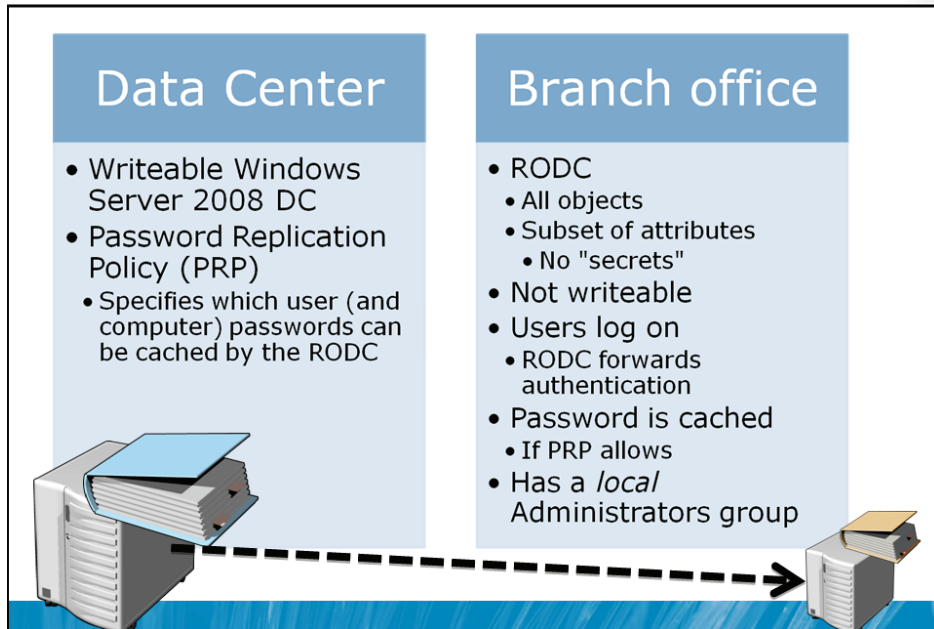 Data Center
• Writeable Windows
Server 2008 DC
• Password Replication
Policy (PRP)
• Specifies which user (and
computer) passwords can
be cached by the RODC
Branch office
• RODC
• All objects
• Subset of attributes
• No "secrets"
• Not writeable
• Users log on
• RODC forwards
authentication
• Password is cached
• If PRP allows
• Has a local
Administrators group